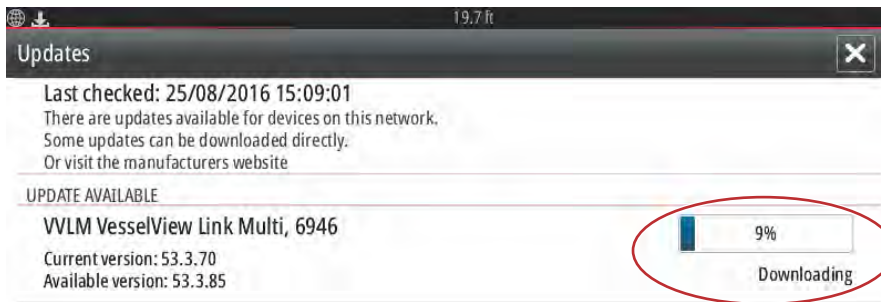 19.7 ft
Updates
Last checked: 25/08/2016 15:09:01
There are updates available for devices on this network.
Some updates can be downloaded directly.
Or visit the manufacturers website
UPDATE AVAILABLE
VVLM VesselView Link Multi, 6946
9%
Current version: 53.3.70
Available version: 53.3.85
Downloading